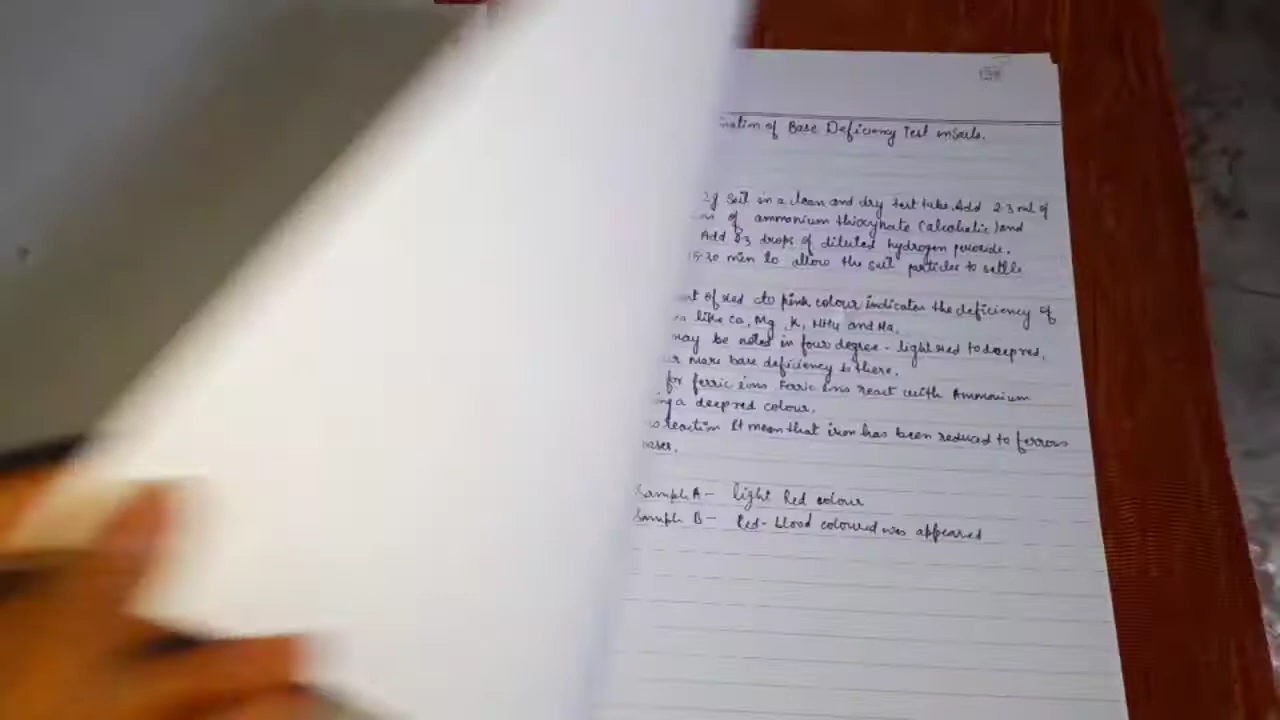 of Base Deficiency Test in Soils.
2g soil in a clean and dry test tube. Add 2-3 ml of
of ammonium thiocynate (alcoholic) and
Add 2-3 drops of diluted hydrogen peroxide.
15-20 min to allow the soil particles to settle
of red to pink colour indicates the deficiency of
like Ca, Mg, K, NH4 and Na.
may be noted in four degree - light red to deep red.
more base deficiency is there.
for ferric ions. Ferric ions react with Ammonium
a deep red colour.
reaction It mean that iron has been reduced to ferrous
Sample A - light Red colour
Sample B - Red-blood coloured was appeared